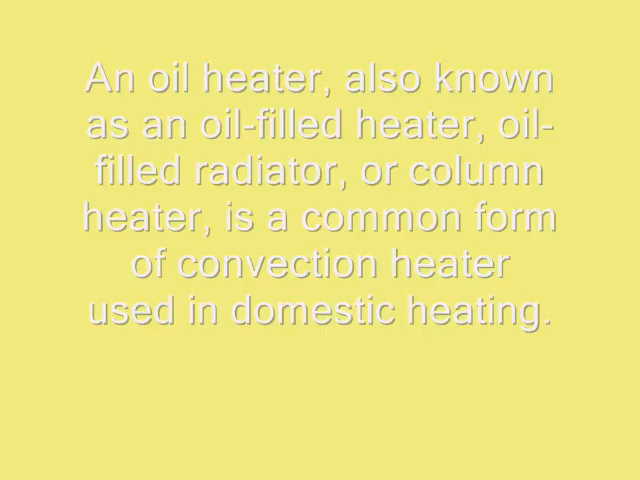 An oil heater, also known
as an oil-filled heater, oil-
filled radiator, or column
heater, is a common form
of convection heater
used in domestic heating.